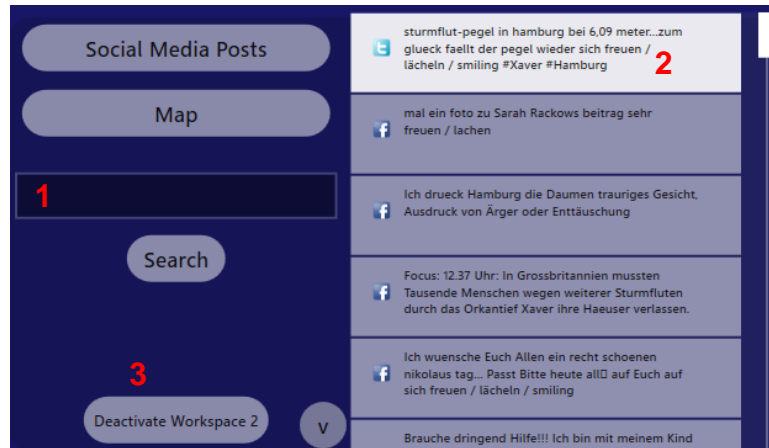 Social Media Posts
Map
1
Search
3
Deactivate Workspace 2
v
sturmflut-pegel in hamburg bei 6,09 meter...zum
glueck faellt der pegel wieder sich freuen /
lächeln / smiling #Xaver #Hamburg
2
mal ein foto zu Sarah Rackows beitrag sehr
freuen / lachen
Ich drueck Hamburg die Daumen trauriges Gesicht,
Ausdruck von Ärger oder Enttäuschung
Focus: 12.37 Uhr: In Grossbritannien mussten
Tausende Menschen wegen weiterer Sturmfluten
durch das Orkantief Xaver ihre Haeuser verlassen.
Ich wuensche Euch Allen ein recht schoenen
nikolaus tag... Passt Bitte heute all▯ auf Euch auf
sich freuen / lächeln / smiling
Brauche dringend Hilfe!!! Ich bin mit meinem Kind